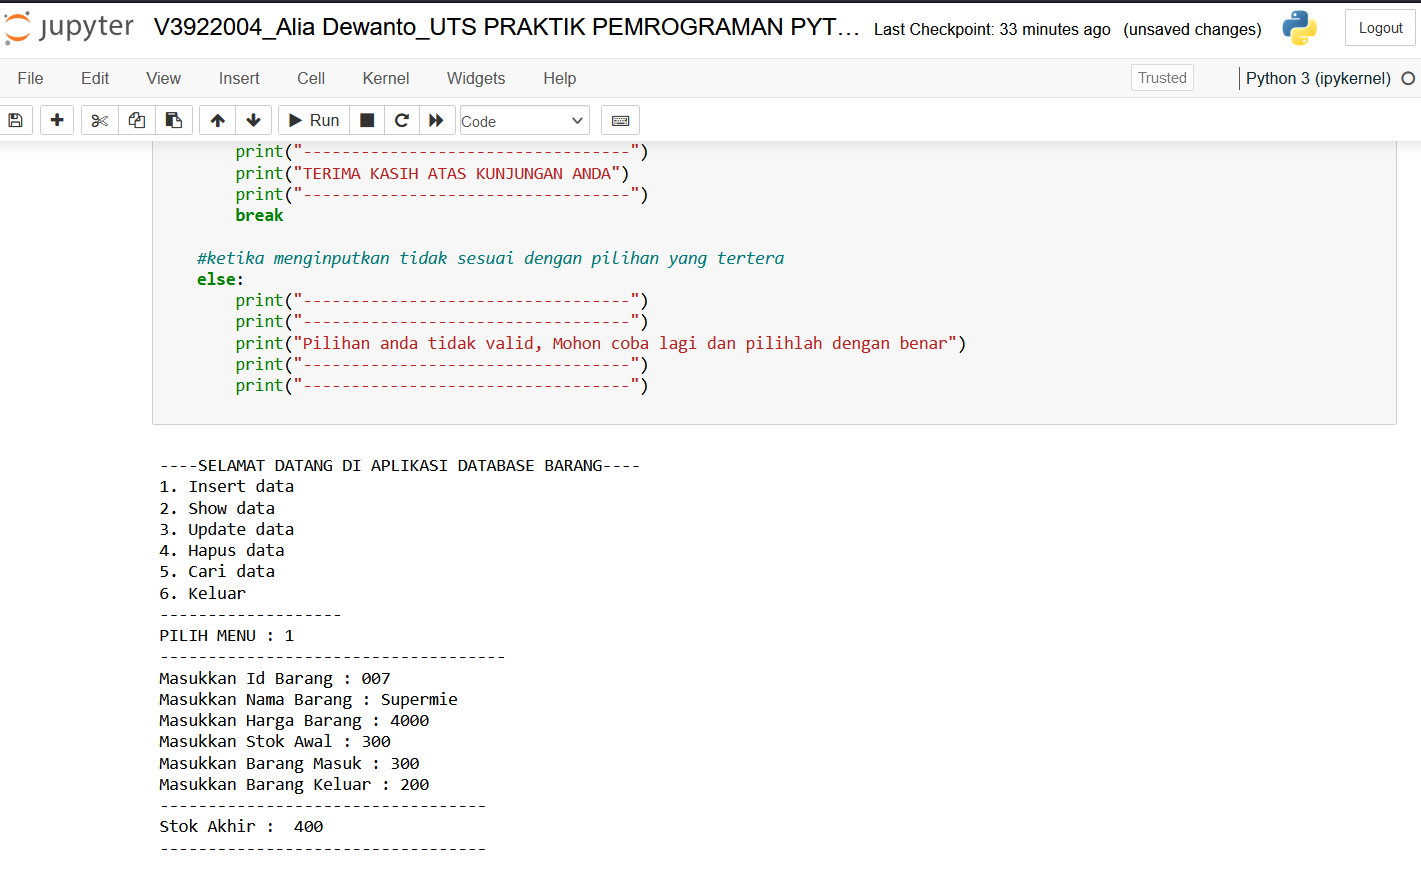 jupyter V3922004_Alia Dewanto_UTS PRAKTIK PEMROGRAMAN PYT... Last Checkpoint: 33 minutes ago (unsaved changes) Logout
File Edit View Insert Cell Kernel Widgets Help Trusted Python 3 (ipykernel)
Run Code
print("----------------------------------")
print("TERIMA KASIH ATAS KUNJUNGAN ANDA")
print("----------------------------------")
break
#ketika menginputkan tidak sesuai dengan pilihan yang tertera
else:
print("----------------------------------")
print("----------------------------------")
print("Pilihan anda tidak valid, Mohon coba lagi dan pilihlah dengan benar")
print("----------------------------------")
print("----------------------------------")
----SELAMAT DATANG DI APLIKASI DATABASE BARANG----
1. Insert data
2. Show data
3. Update data
4. Hapus data
5. Cari data
6. Keluar
-------------------
PILIH MENU : 1
------------------------------------
Masukkan Id Barang : 007
Masukkan Nama Barang : Supermie
Masukkan Harga Barang : 4000
Masukkan Stok Awal : 300
Masukkan Barang Masuk : 300
Masukkan Barang Keluar : 200
----------------------------------
Stok Akhir :  400
----------------------------------